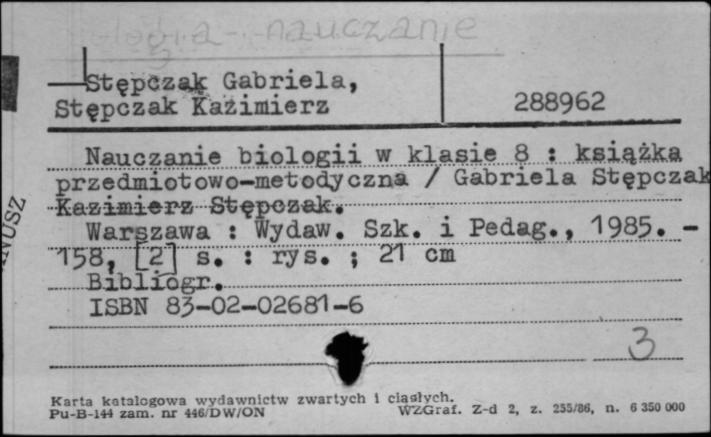 logia - nauczanie
Stępczak Gabriela,
Stępczak Kazimierz
288962
Nauczanie biologii w klasie 8 : książka
przedmiotowo-metodyczna / Gabriela Stępczak
Kazimierz Stępczak.
Warszawa : Wydaw. Szk. i Pedag., 1985. -
158, [2] s. : rys. ; 21 cm
Bibliogr.
ISBN 83-02-02681-6
3
Karta katalogowa wydawnictw zwartych i ciągłych.
Pu-B-144 zam. nr 446/DW/ON
WZGraf. Z-d 2, z. 255/86, n. 6 350 000